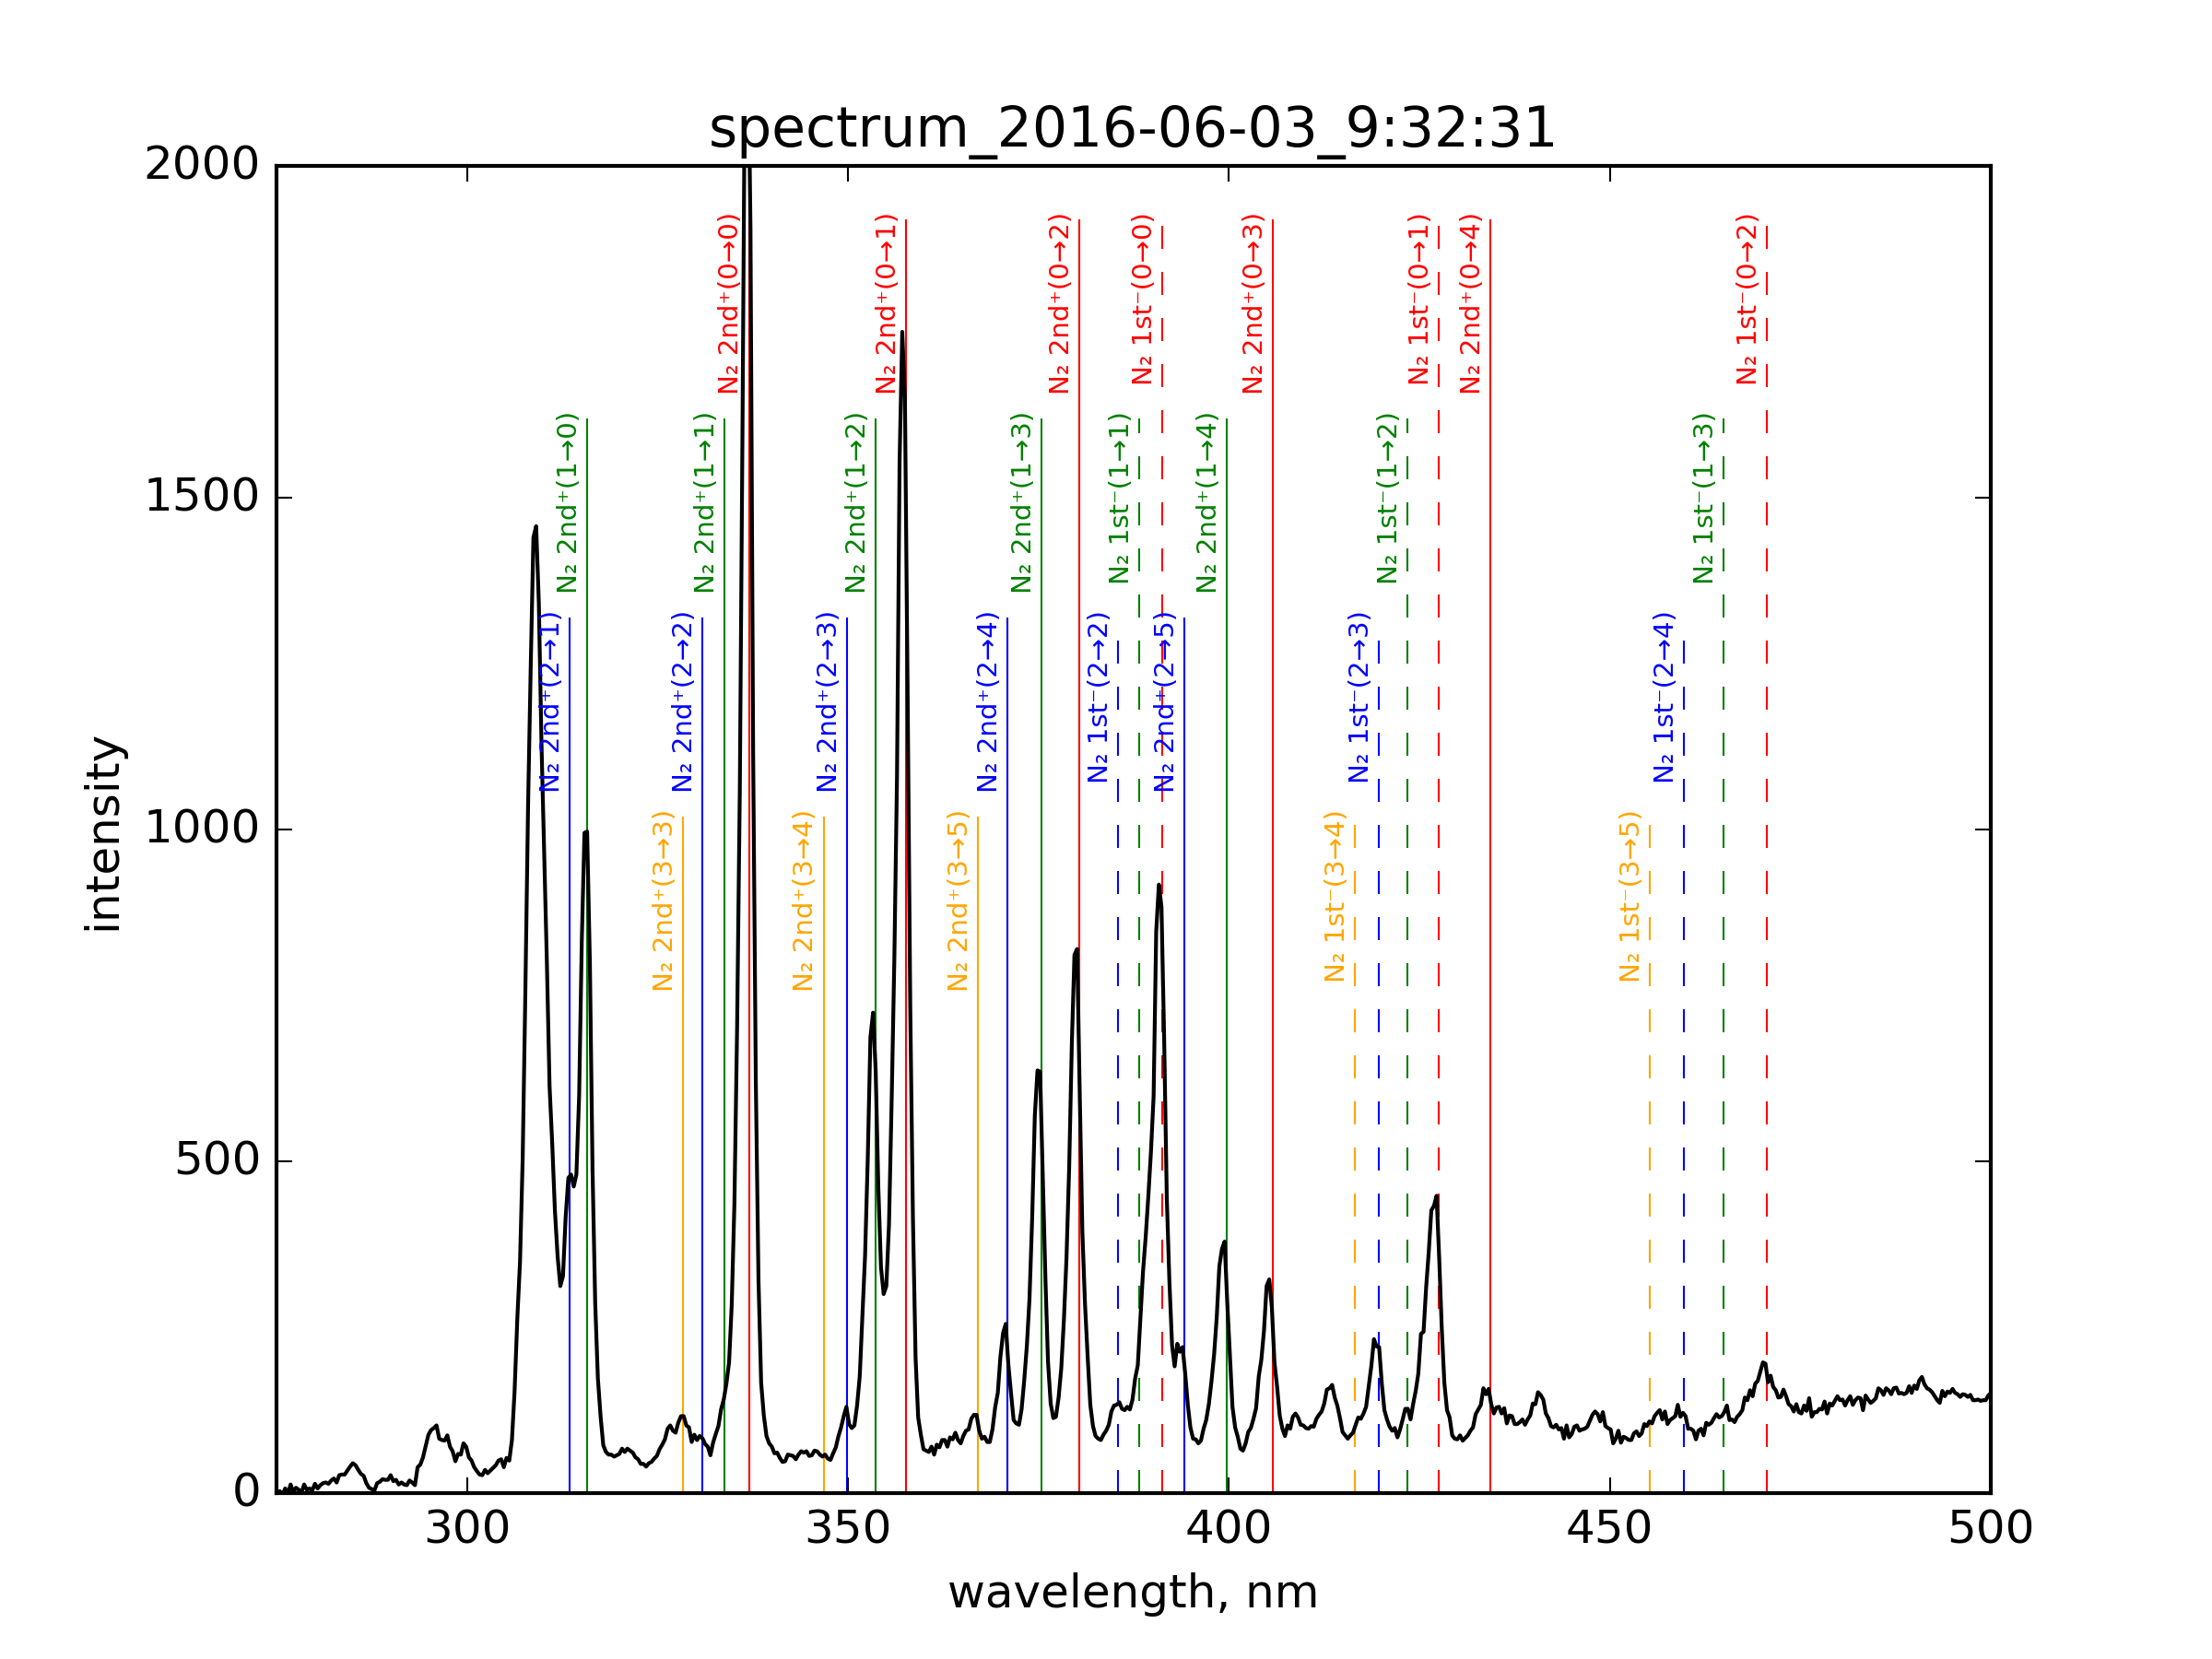 spectrum_2016-06-03_9:32:31
2000
1500
1000
500
0
intensity
N₂ 2nd⁺(0→0)
N₂ 2nd⁺(0→1)
N₂ 2nd⁺(0→2)
N₂ 1st⁻(0→0)
N₂ 2nd⁺(0→3)
N₂ 1st⁻(0→1)
N₂ 2nd⁺(0→4)
N₂ 1st⁻(0→2)
N₂ 2nd⁺(1→0)
N₂ 2nd⁺(1→1)
N₂ 2nd⁺(1→2)
N₂ 2nd⁺(1→3)
N₂ 1st⁻(1→1)
N₂ 2nd⁺(1→4)
N₂ 1st⁻(1→2)
N₂ 1st⁻(1→3)
N₂ 2nd⁺(2→1)
N₂ 2nd⁺(2→2)
N₂ 2nd⁺(2→3)
N₂ 2nd⁺(2→4)
N₂ 1st⁻(2→2)
N₂ 2nd⁺(2→5)
N₂ 1st⁻(2→3)
N₂ 1st⁻(2→4)
N₂ 2nd⁺(3→3)
N₂ 2nd⁺(3→4)
N₂ 2nd⁺(3→5)
N₂ 1st⁻(3→4)
N₂ 1st⁻(3→5)
300 350 400 450 500
wavelength, nm